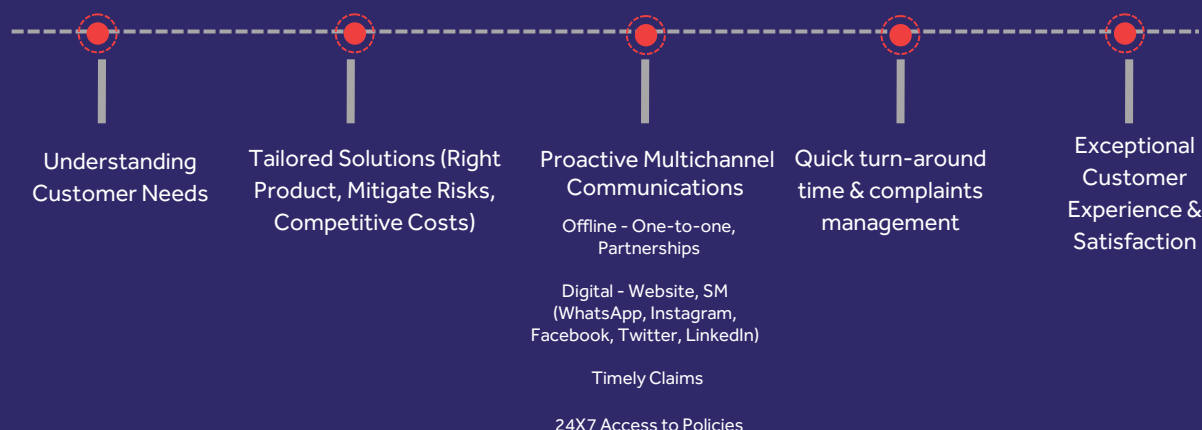 Understanding
Customer Needs
Tailored Solutions (Right
Product, Mitigate Risks,
Competitive Costs)
Proactive Multichannel
Communications
Offline - One-to-one,
Partnerships
Digital - Website, SM
(WhatsApp, Instagram,
Facebook, Twitter, LinkedIn)
Timely Claims
24X7 Access to Policies
Quick turn-around
time & complaints
management
Exceptional
Customer
Experience &
Satisfaction